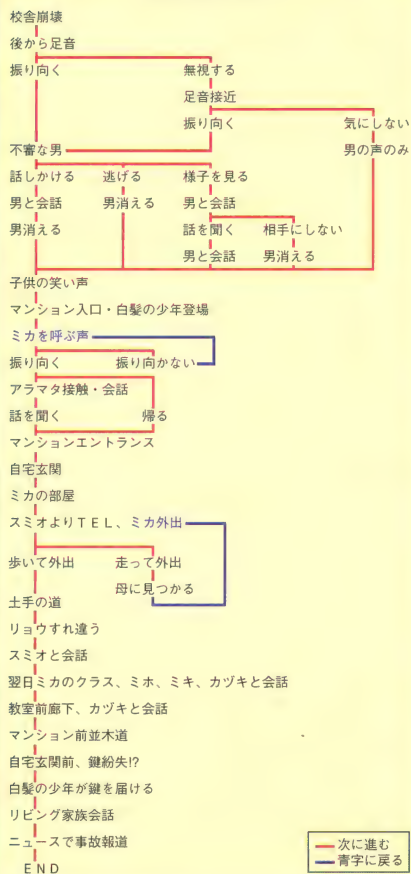 校舎崩壊
後から足音
振り向く 無視する
足音接近
振り向く 気にしない
不審な男 男の声のみ
話しかける 逃げる 様子を見る
男と会話 男消える 男と会話
男消える 話を聞く 相手にしない
男と会話 男消える
子供の笑い声
マンション入口・白髪の少年登場
ミカを呼ぶ声
振り向く 振り向かない
アラマタ接触・会話
話を聞く 帰る
マンションエントランス
自宅玄関
ミカの部屋
スミオよりTEL、ミカ外出
歩いて外出 走って外出
母に見つかる
土手の道
リョウすれ違う
スミオと会話
翌日ミカのクラス、ミホ、ミキ、カヅキと会話
教室前廊下、カヅキと会話
マンション前並木道
自宅玄関前、鍵紛失!?
白髪の少年が鍵を届ける
リビング家族会話
ニュースで事故報道
END
次に進む
青字に戻る